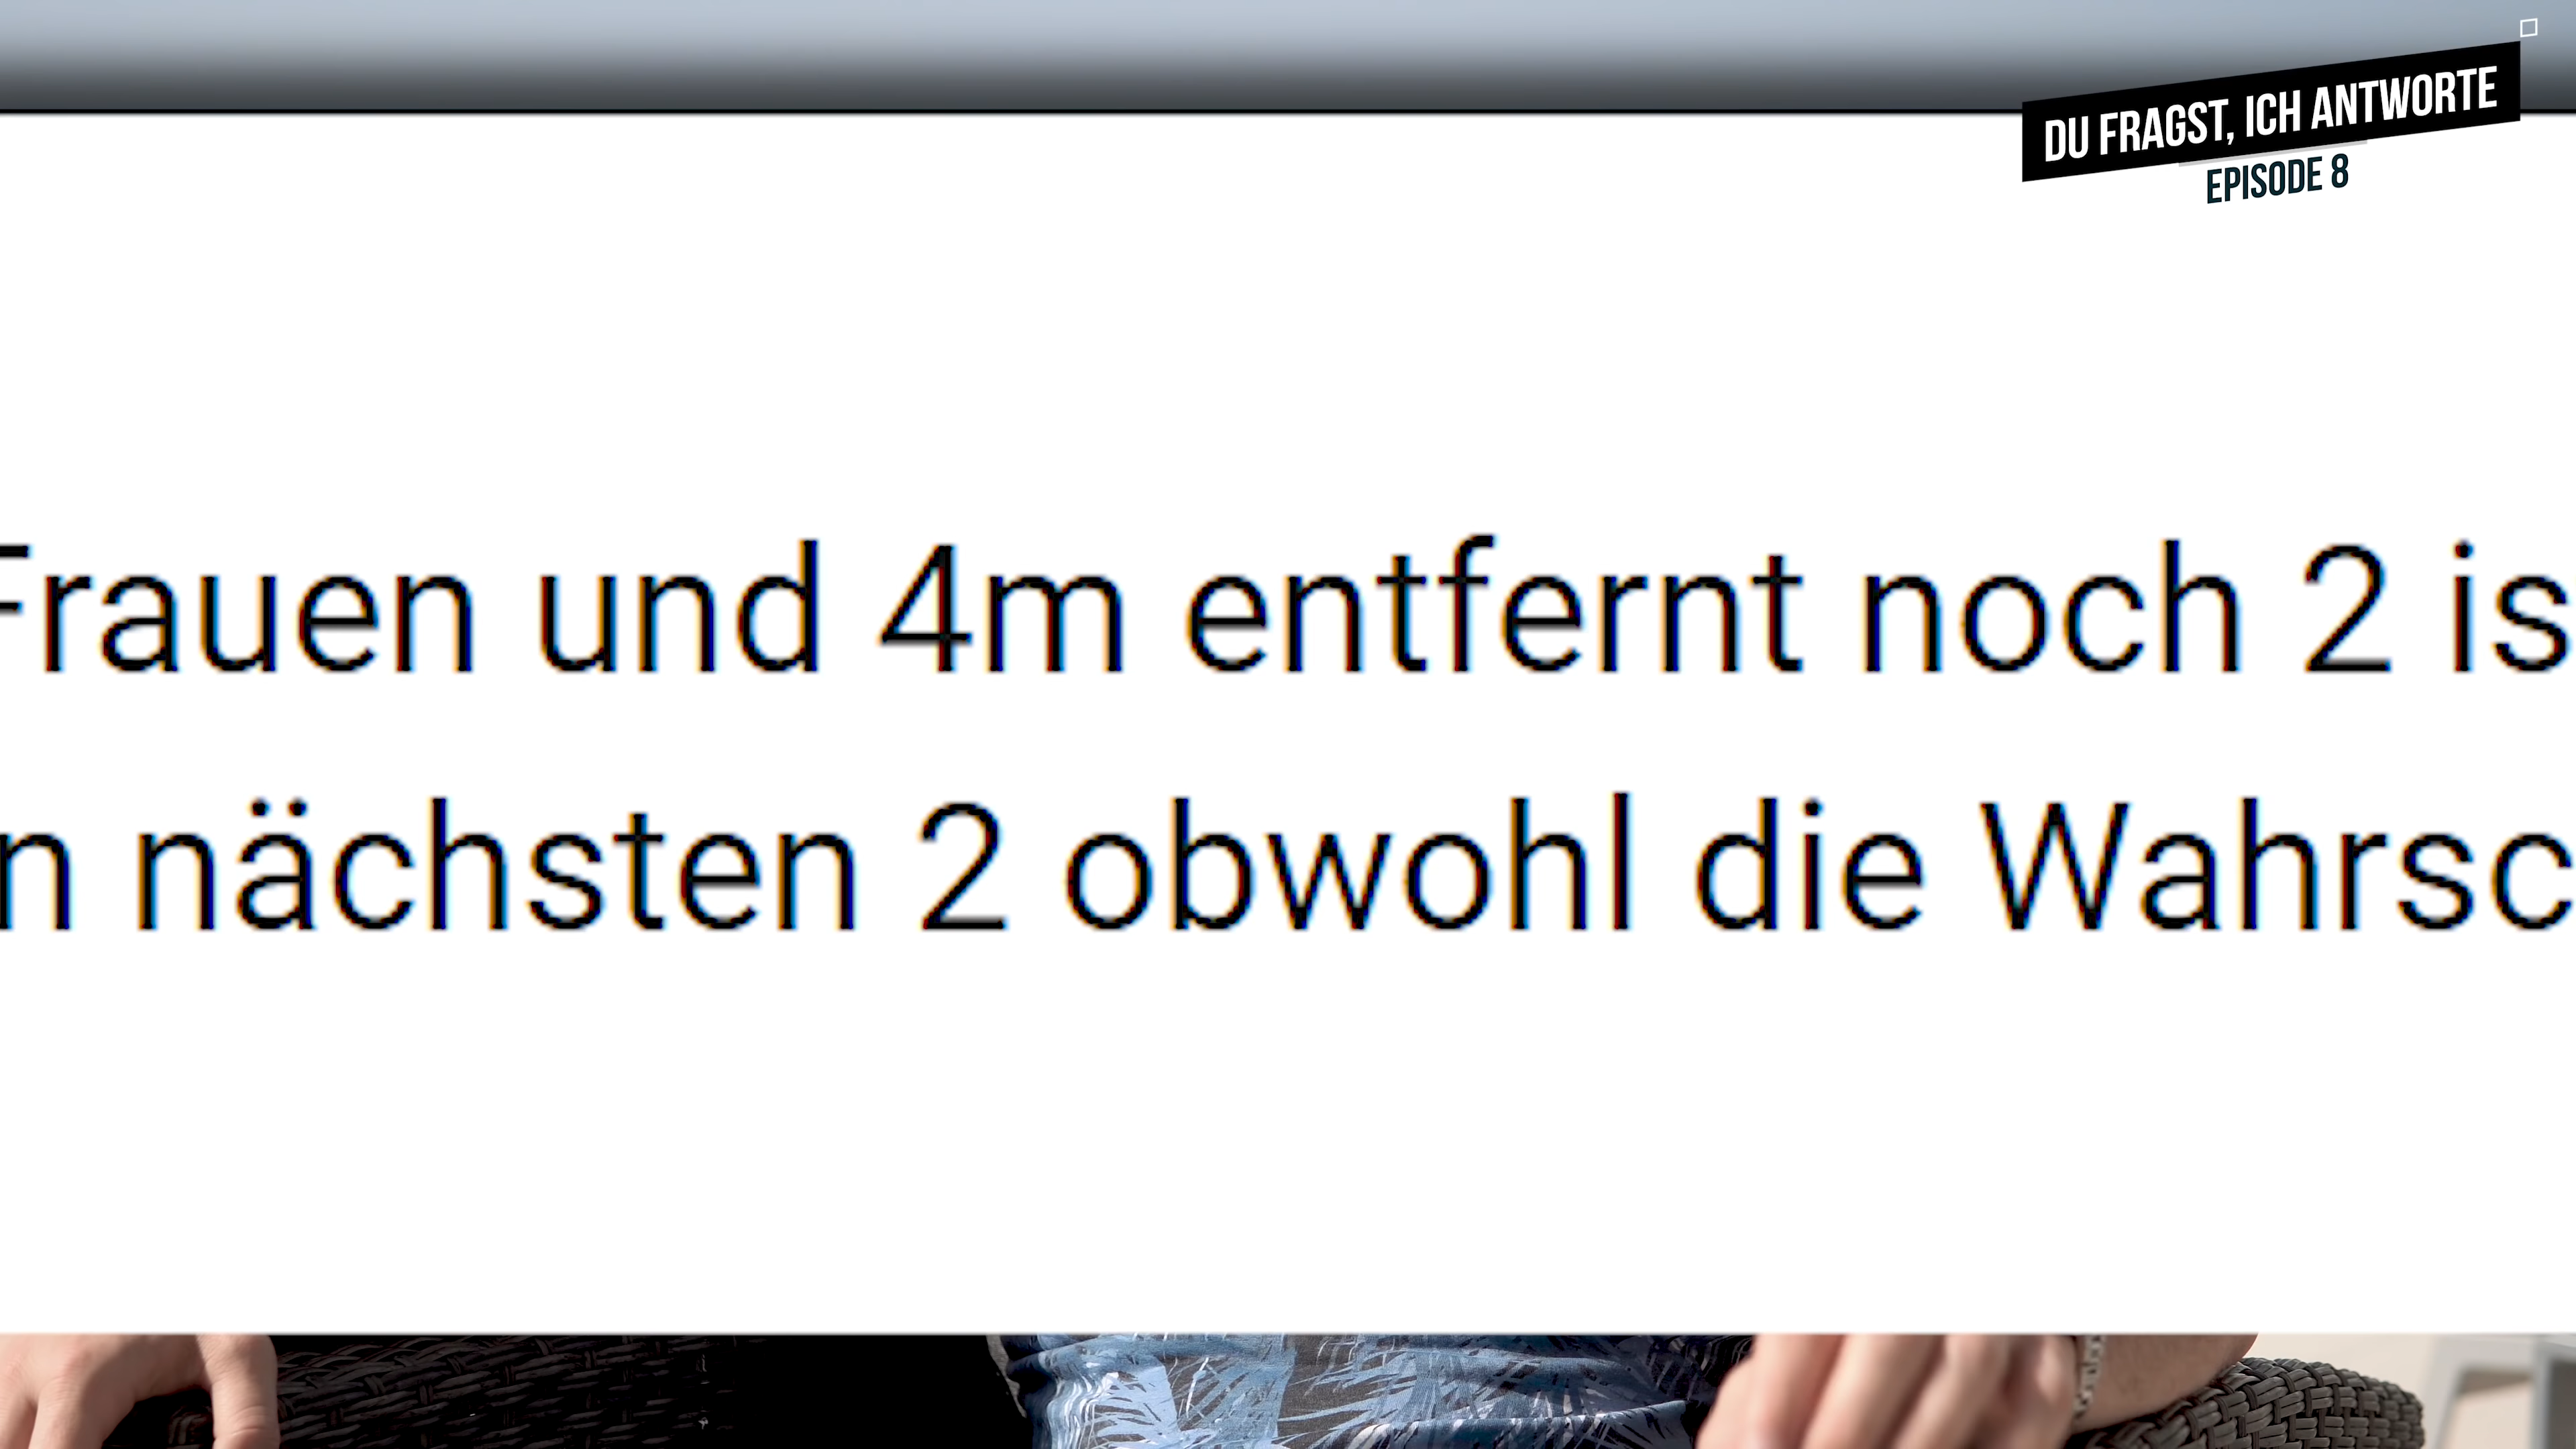 DU FRAGST, ICH ANTWORTE
EPISODE 8
Frauen und 4m entfernt noch 2 is
n nächsten 2 obwohl die Wahrsc